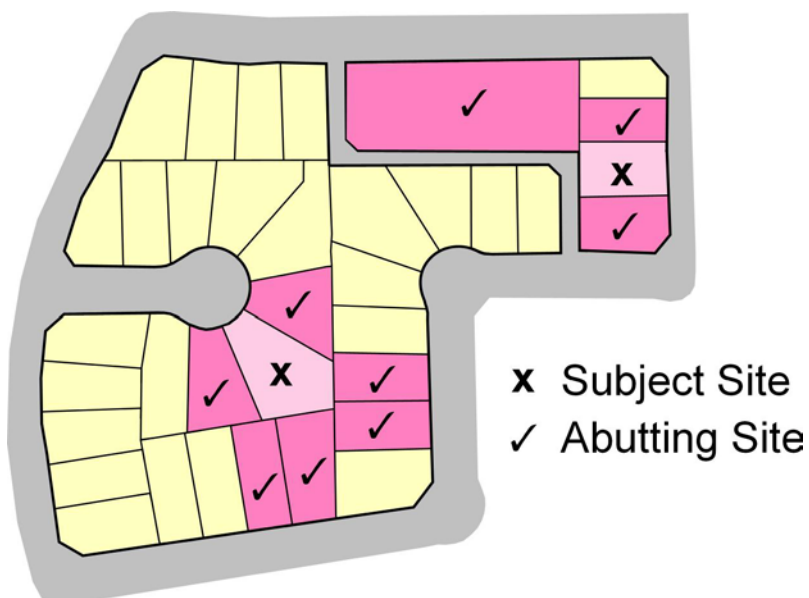 ✓
✓
x
✓
✓
x
✓
✓
✓
✓
✓
x Subject Site
✓ Abutting Site